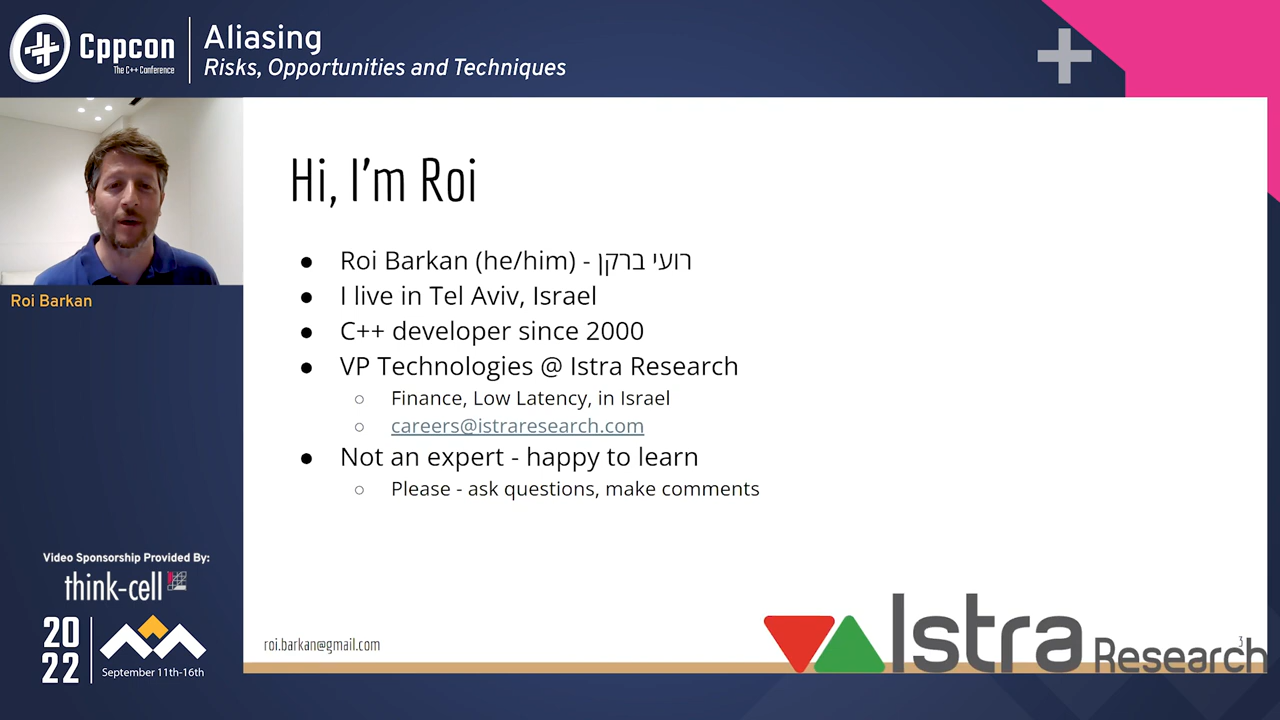 Cppcon
The C++ Conference
Aliasing
Risks, Opportunities and Techniques
Roi Barkan
Hi, I'm Roi
● Roi Barkan (he/him) - רועי ברקן
● I live in Tel Aviv, Israel
● C++ developer since 2000
● VP Technologies @ Istra Research
○ Finance, Low Latency, in Israel
○ careers@istraresearch.com
● Not an expert - happy to learn
○ Please - ask questions, make comments
Video Sponsorship Provided By:
think-cell
20
22
September 11th-16th
roi.barkan@gmail.com
Istra Research
3